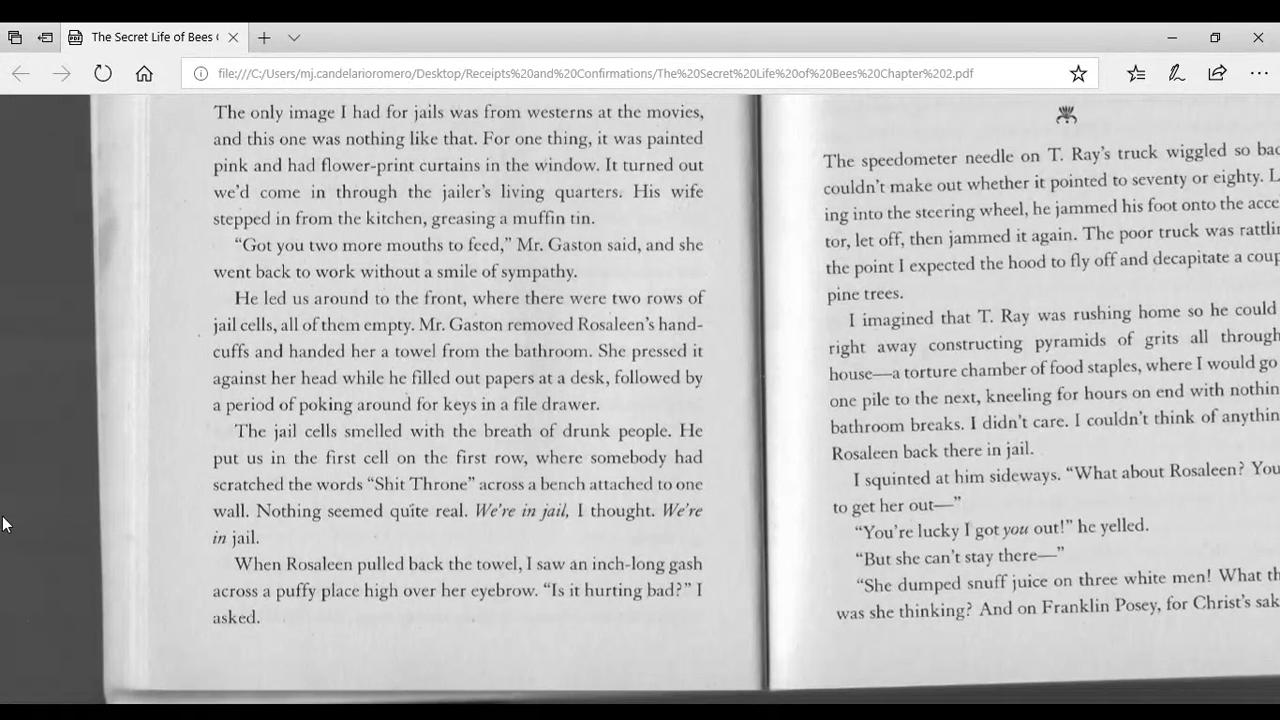 The Secret Life of Bees
file:///C:/Users/mj.candelarioromero/Desktop/Receipts%20and%20Confirmations/The%20Secret%20Life%20of%20Bees%20Chapter%202.pdf
The only image I had for jails was from westerns at the movies,
and this one was nothing like that. For one thing, it was painted
pink and had flower-print curtains in the window. It turned out
we'd come in through the jailer's living quarters. His wife
stepped in from the kitchen, greasing a muffin tin.
“Got you two more mouths to feed,” Mr. Gaston said, and she
went back to work without a smile of sympathy.
He led us around to the front, where there were two rows of
jail cells, all of them empty. Mr. Gaston removed Rosaleen's hand-
cuffs and handed her a towel from the bathroom. She pressed it
against her head while he filled out papers at a desk, followed by
a period of poking around for keys in a file drawer.
The jail cells smelled with the breath of drunk people. He
put us in the first cell on the first row, where somebody had
scratched the words “Shit Throne” across a bench attached to one
wall. Nothing seemed quite real. We're in jail, I thought. We're
in jail.
When Rosaleen pulled back the towel, I saw an inch-long gash
across a puffy place high over her eyebrow. “Is it hurting bad?” I
asked.
The speedometer needle on T. Ray's truck wiggled so
couldn't make out whether it pointed to seventy or eighty.
ing into the steering wheel, he jammed his foot onto the
tor, let off, then jammed it again. The poor truck was
the point I expected the hood to fly off and decapitate a
pine trees.
I imagined that T. Ray was rushing home so he could
right away constructing pyramids of grits all
house—a torture chamber of food staples, where I would go
one pile to the next, kneeling for hours on end with
bathroom breaks. I didn't care. I couldn't think of
Rosaleen back there in jail.
I squinted at him sideways. “What about Rosaleen? You
to get her out—”
“You're lucky I got you out!” he yelled.
“But she can't stay there—”
“She dumped snuff juice on three white men! What
was she thinking? And on Franklin Posey, for Christ's